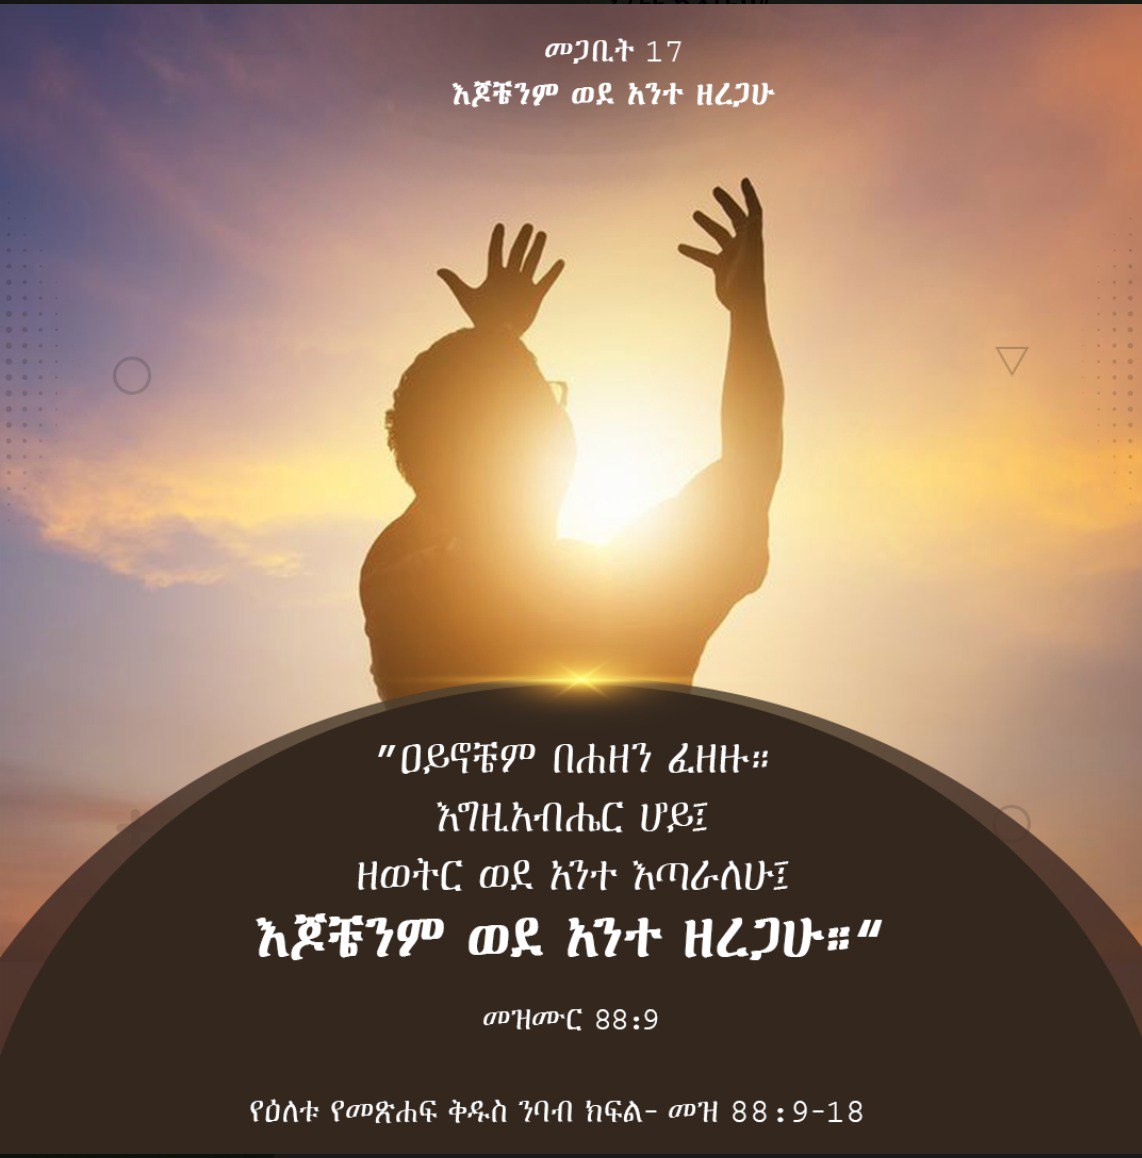 መጋቢት 17
እጆቼንም ወደ አንተ ዘረጋሁ
"ዐይኖቼም በሐዘን ፈዘዙ።
እግዚአብሔር ሆይ፤
ዘወትር ወደ አንተ እጣራለሁ፤
እጆቼንም ወደ አንተ ዘረጋሁ።"
መዝሙር 88:9
የዕለቱ የመጽሐፍ ቅዱስ ንባብ ክፍል- መዝ 88:9-18